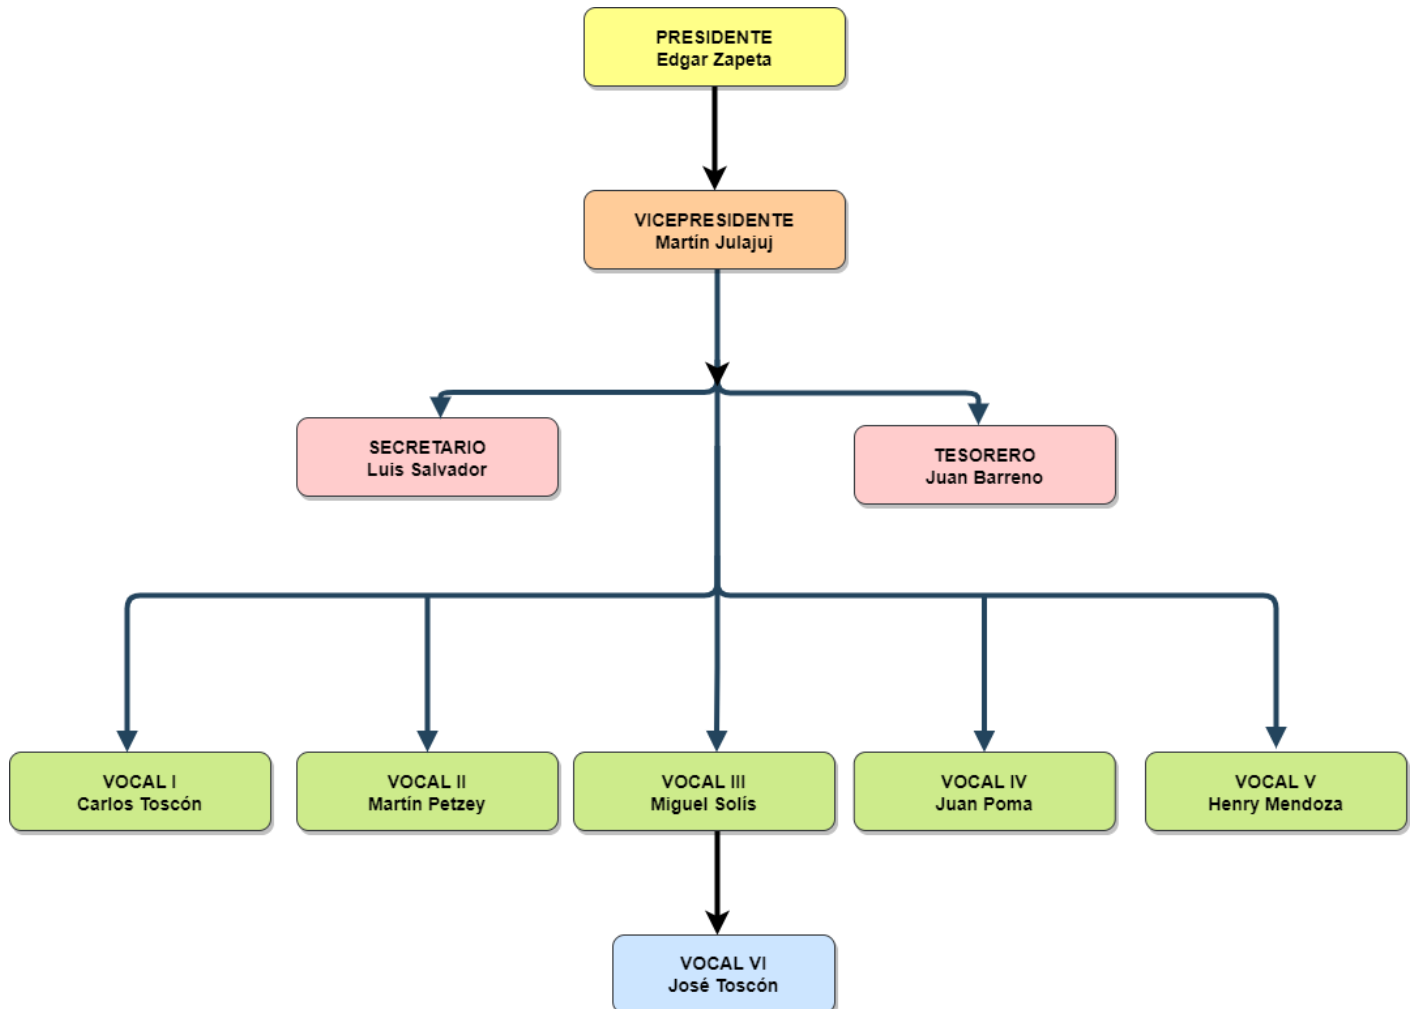 PRESIDENTE
Edgar Zapeta
VICEPRESIDENTE
Martín Julajuj
SECRETARIO
Luis Salvador
TESORERO
Juan Barreno
VOCAL I
Carlos Toscón
VOCAL II
Martín Petzey
VOCAL III
Miguel Solís
VOCAL IV
Juan Poma
VOCAL V
Henry Mendoza
VOCAL VI
José Toscón